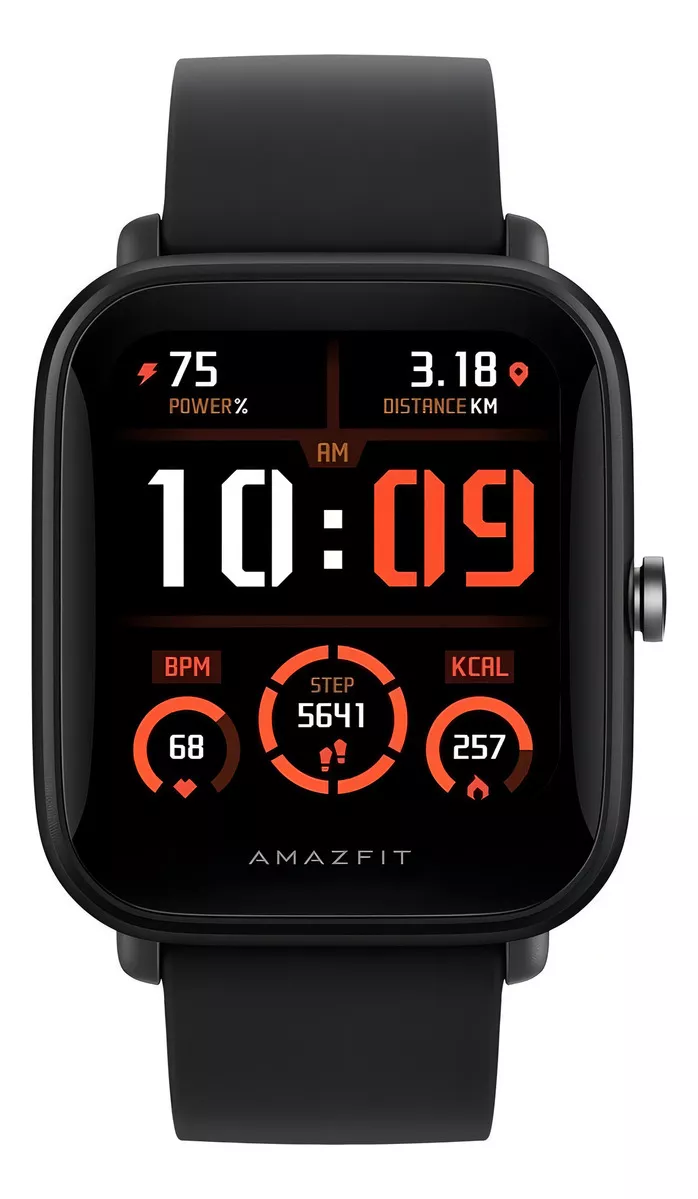 75
POWER%
3.18
DISTANCE KM
AM
10:09
BPM
68
STEP
5641
KCAL
257
AMAZFIT